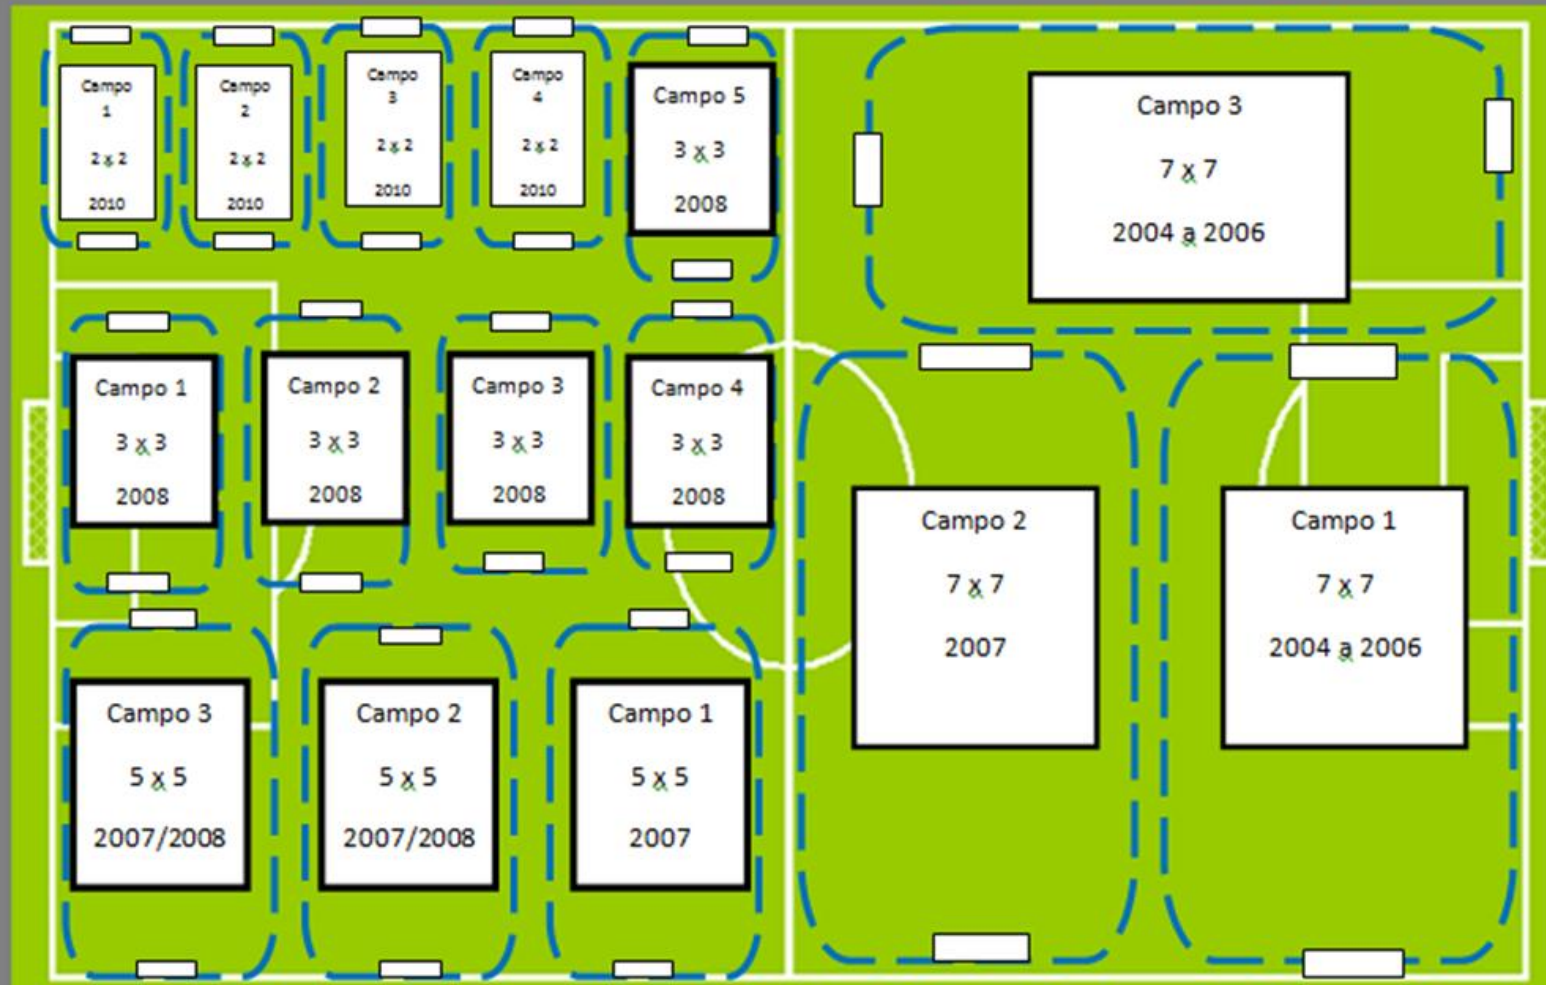 Campo
1
2 x 2
2010
Campo
2
2 x 2
2010
Campo
3
2 x 2
2010
Campo
4
2 x 2
2010
Campo 5
3 x 3
2008
Campo 3
7 x 7
2004 a 2006
Campo 1
3 x 3
2008
Campo 2
3 x 3
2008
Campo 3
3 x 3
2008
Campo 4
3 x 3
2008
Campo 2
7 x 7
2007
Campo 1
7 x 7
2004 a 2006
Campo 3
5 x 5
2007/2008
Campo 2
5 x 5
2007/2008
Campo 1
5 x 5
2007